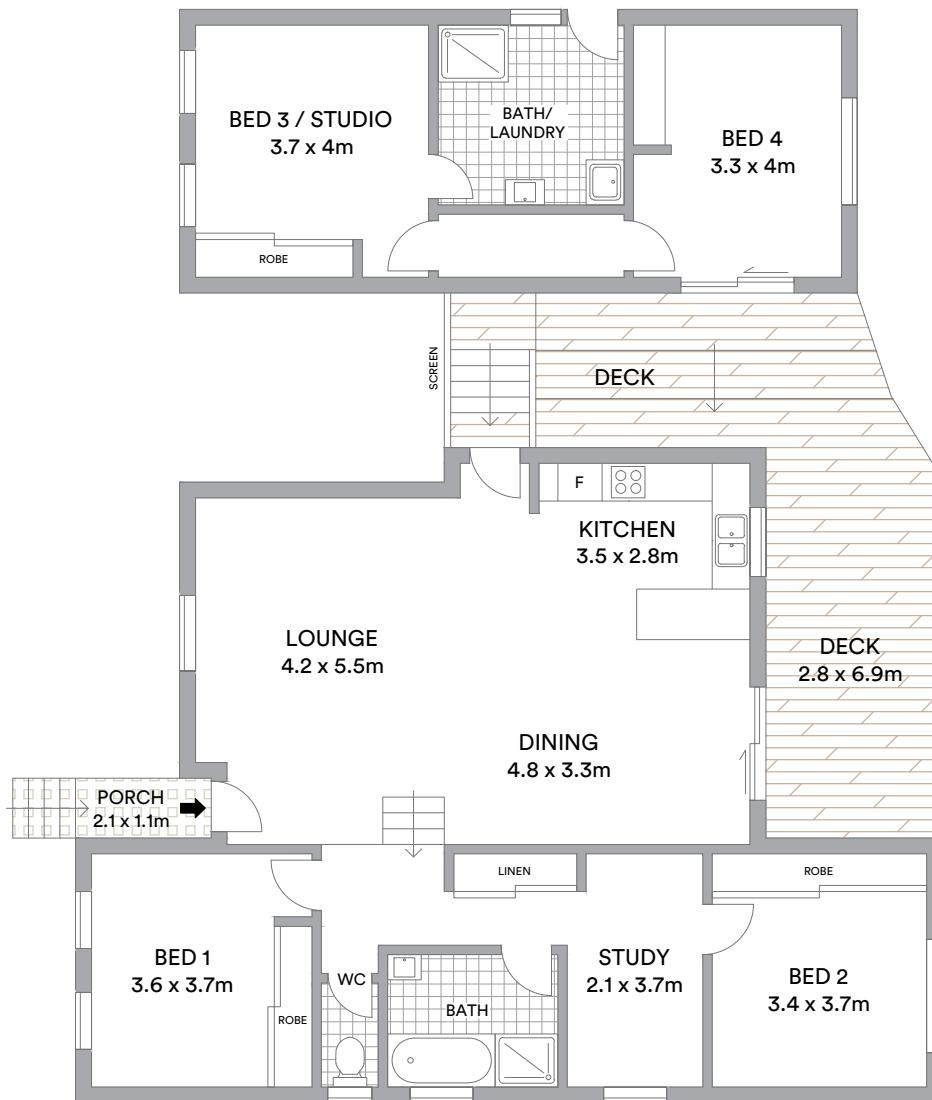 BED 3 / STUDIO
3.7 x 4m
BATH/
LAUNDRY
BED 4
3.3 x 4m
ROBE
SCREEN
DECK
F
KITCHEN
3.5 x 2.8m
LOUNGE
4.2 x 5.5m
DECK
2.8 x 6.9m
DINING
4.8 x 3.3m
PORCH
2.1 x 1.1m
LINEN
ROBE
BED 1
3.6 x 3.7m
WC
STUDY
2.1 x 3.7m
BED 2
3.4 x 3.7m
ROBE
BATH